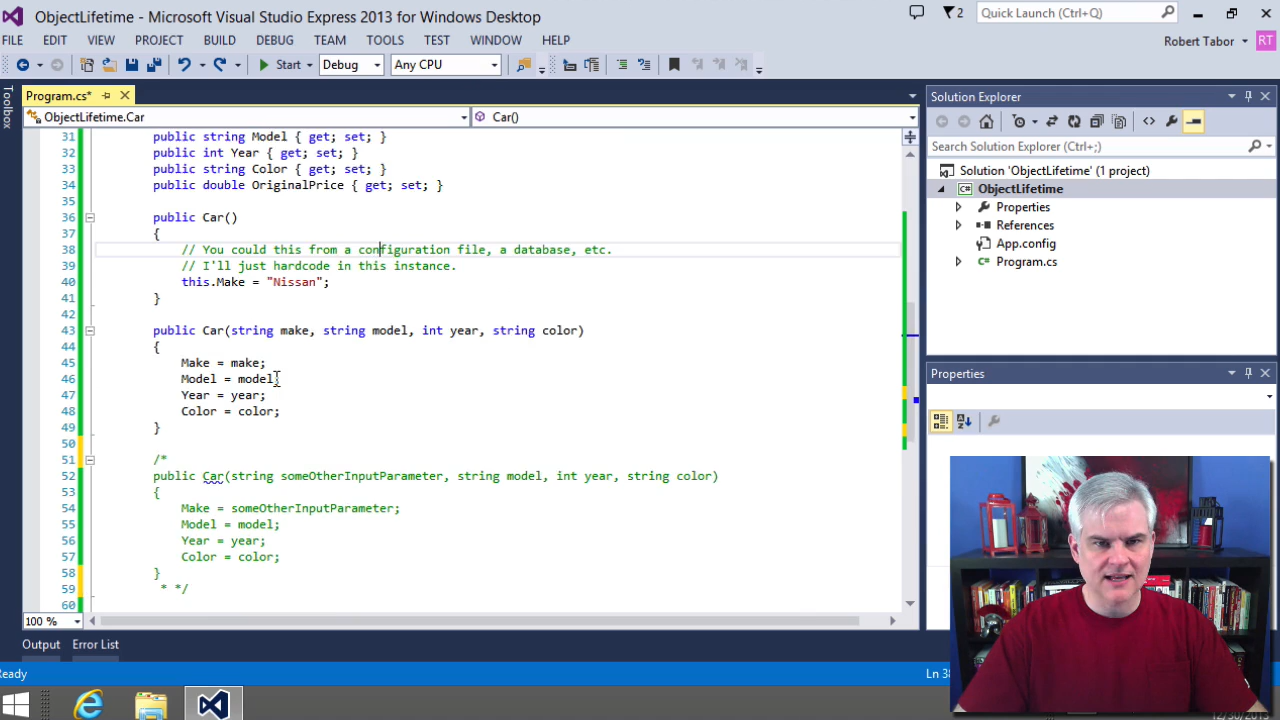 ObjectLifetime - Microsoft Visual Studio Express 2013 for Windows Desktop
2
Quick Launch (Ctrl+Q)
FILE EDIT VIEW PROJECT BUILD DEBUG TEAM TOOLS TEST WINDOW HELP
Robert Tabor RT
Start Debug Any CPU
Toolbox
Program.cs*
ObjectLifetime.Car
Car()
31 public string Model { get; set; }
32 public int Year { get; set; }
33 public string Color { get; set; }
34 public double OriginalPrice { get; set; }
35
36 public Car()
37 {
38 // You could this from a configuration file, a database, etc.
39 // I'll just hardcode in this instance.
40 this.Make = "Nissan";
41 }
42
43 public Car(string make, string model, int year, string color)
44 {
45 Make = make;
46 Model = model;
47 Year = year;
48 Color = color;
49 }
50
51 /*
52 public Car(string someOtherInputParameter, string model, int year, string color)
53 {
54 Make = someOtherInputParameter;
55 Model = model;
56 Year = year;
57 Color = color;
58 }
59 * */
60
100 %
Output Error List
Ready
Solution Explorer
Search Solution Explorer (Ctrl+;)
Solution 'ObjectLifetime' (1 project)
C# ObjectLifetime
Properties
References
App.config
C# Program.cs
Properties